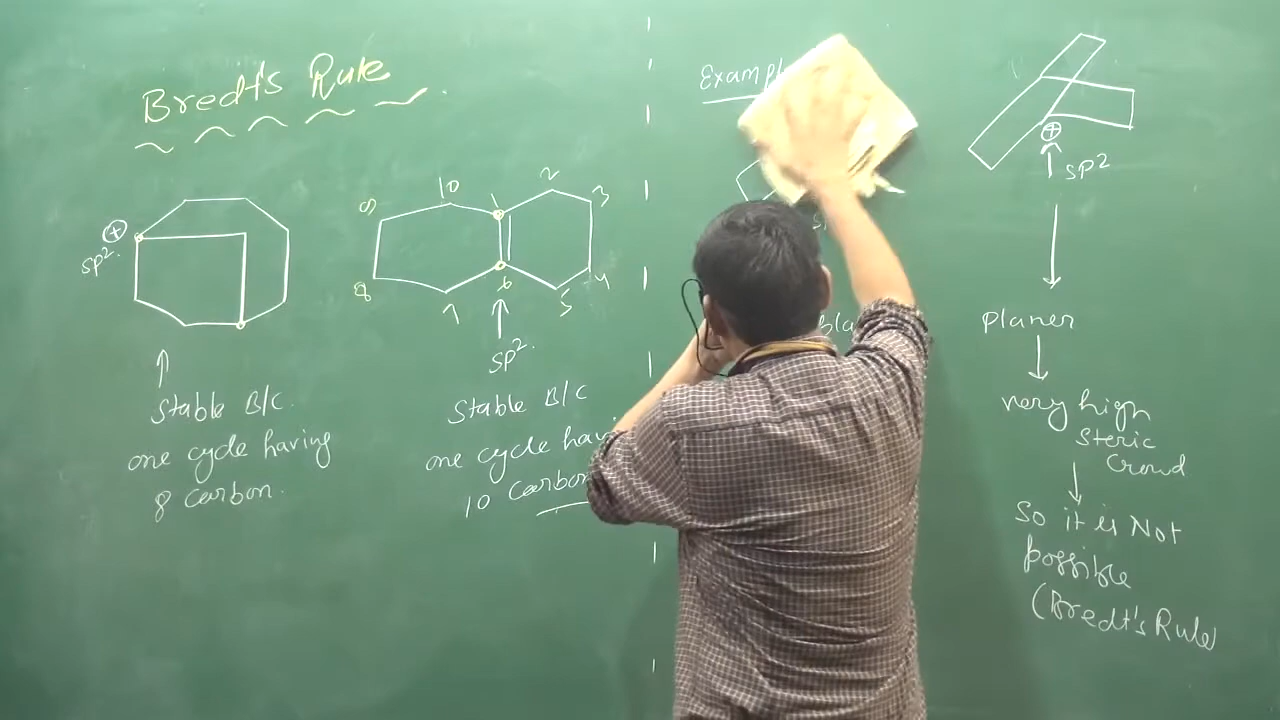 Bredt's Rule
⊕
sp².
Stable B/C.
one cycle having
8 carbon.
9 10 1 2 3
8 7 6 5 4
sp².
Stable B/C
one cycle hav
10 Carbon
Exampl
⊕
sp²
planer
very high
steric
crowd
So it is Not
possible
(Bredt's Rule